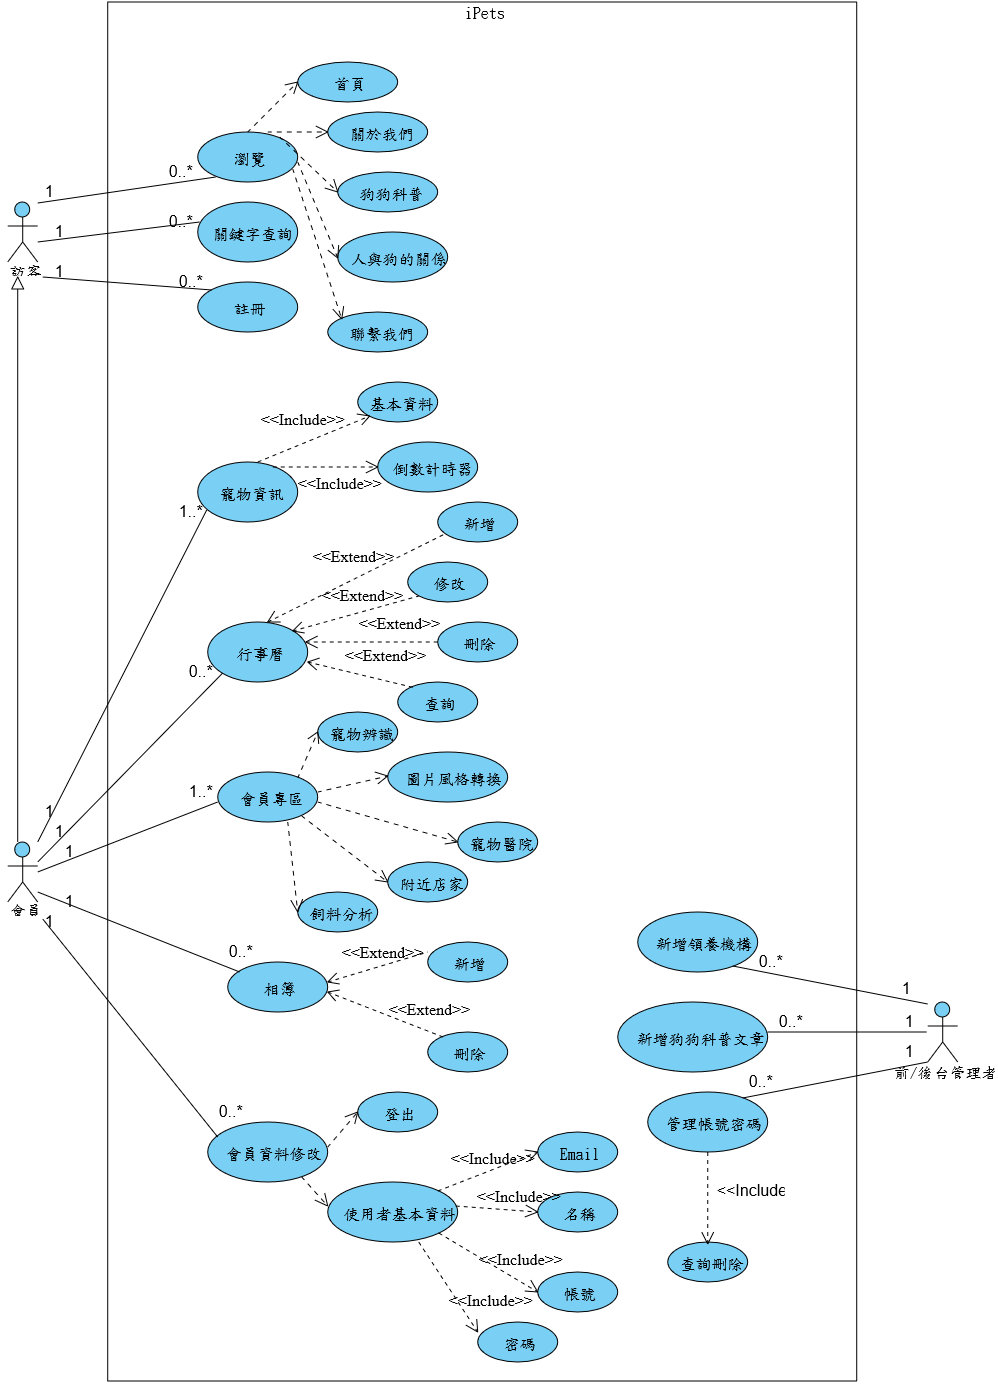 iPets
首頁
關於我們
瀏覽
0..*
1
狗狗科普
0..*
1
關鍵字查詢
人與狗的關係
訪客
1
0..*
註冊
聯繫我們
基本資料
<<Include>>
倒數計時器
<<Include>>
寵物資訊
1..*
新增
<<Extend>>
修改
<<Extend>>
<<Extend>>
刪除
行事曆
<<Extend>>
0..*
查詢
寵物辨識
圖片風格轉換
會員專區
1..*
1
1
1
寵物醫院
附近店家
會員
1
飼料分析
1
0..*
<<Extend>>
新增
相簿
<<Extend>>
刪除
新增領養機構
0..*
1
新增狗狗科普文章
0..*
1
1
前/後台管理者
0..*
管理帳號密碼
<<Include
查詢刪除
0..*
登出
會員資料修改
Email
<<Include>>
<<Include>>
名稱
使用者基本資料
<<Include>>
帳號
<<Include>>
密碼